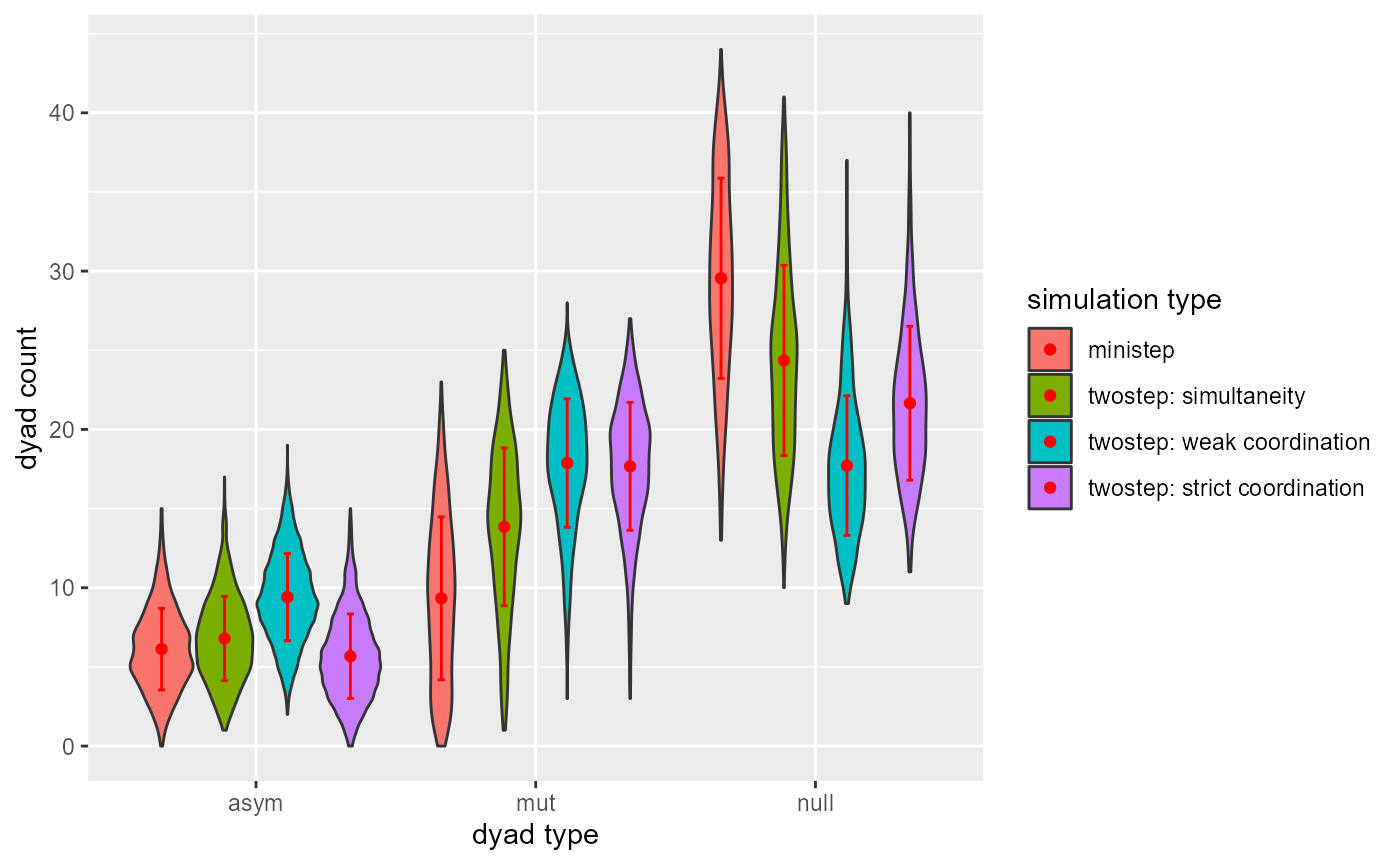 dyad count
40
30
20
10
0
asym
mut
null
dyad type
simulation type
ministep
twostep: simultaneity
twostep: weak coordination
twostep: strict coordination